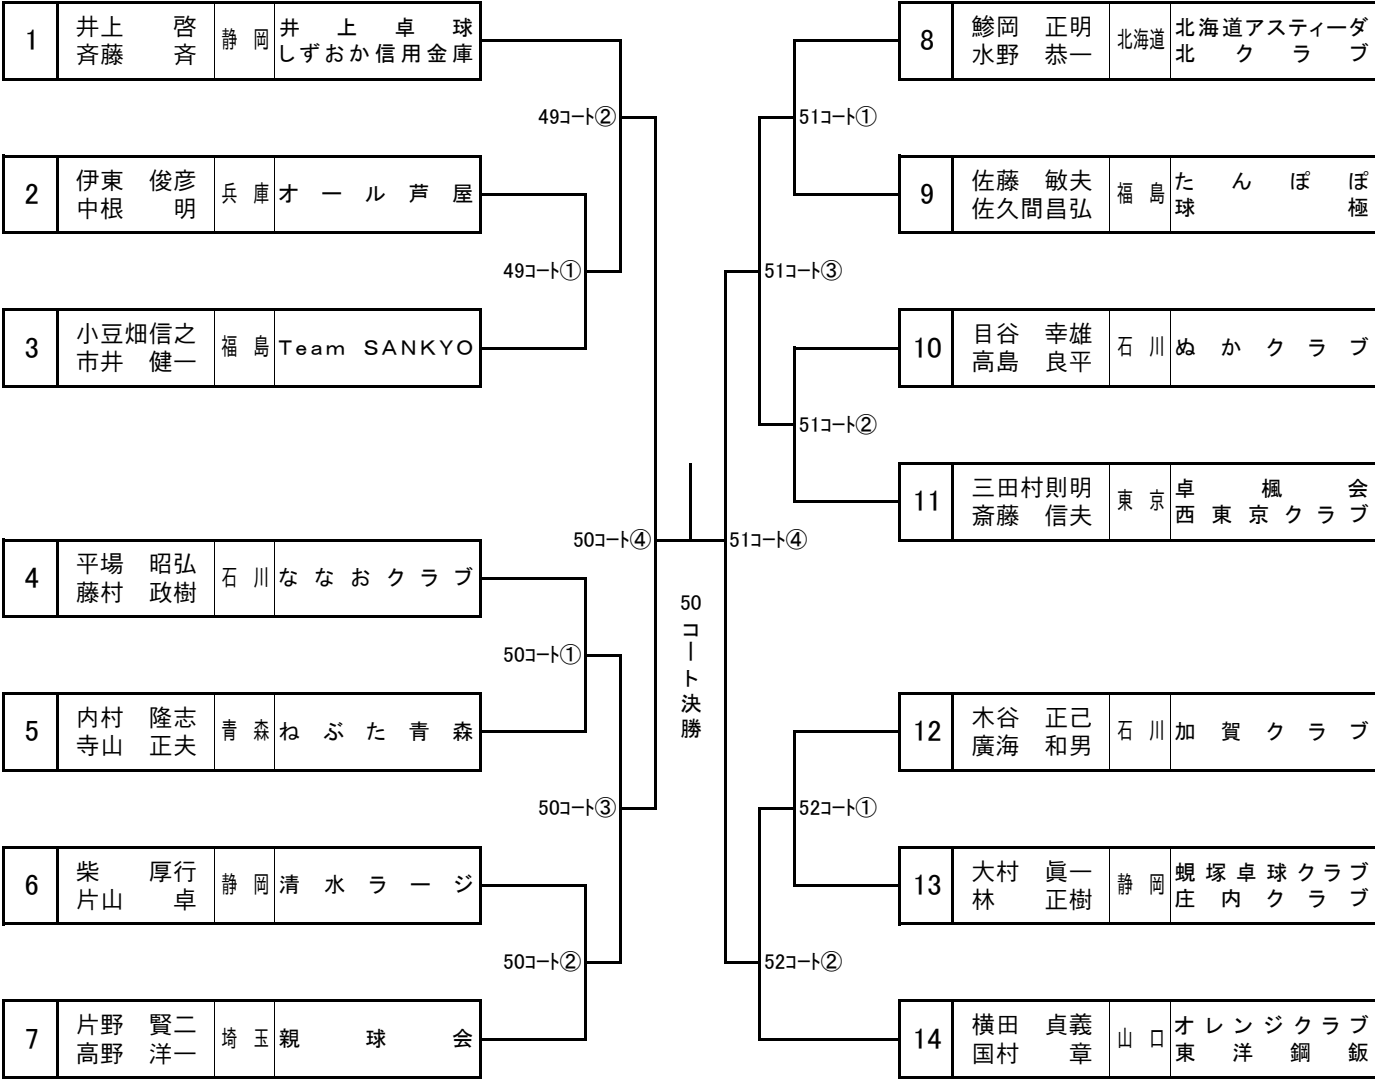 1 井上 啓 静岡 井上卓球
斉藤 斉 しずおか信用金庫
49コート②
2 伊東 俊彦 兵庫 オール芦屋
中根 明
49コート①
3 小豆畑信之 福島 Team SANKYO
市井 健一
50コート④
4 平場 昭弘 石川 ななおクラブ
藤村 政樹
50コート①
5 内村 隆志 青森 ねぶた青森
寺山 正夫
50コート③
6 柴 厚行 静岡 清水ラージ
片山 卓
50コート②
7 片野 賢二 埼玉 親球会
高野 洋一
50コート決勝
8 鰺岡 正明 北海道 北海道アスティーダ
水野 恭一 北クラブ
51コート①
9 佐藤 敏夫 福島 たんぽぽ
佐久間昌弘 球極
51コート③
10 目谷 幸雄 石川 ぬかクラブ
高島 良平
51コート②
11 三田村則明 東京 卓楓会
斎藤 信夫 西東京クラブ
51コート④
12 木谷 正己 石川 加賀クラブ
廣海 和男
52コート①
13 大村 眞一 静岡 蜆塚卓球クラブ
林 正樹 庄内クラブ
52コート②
14 横田 貞義 山口 オレンジクラブ
国村 章 東洋鋼鈑